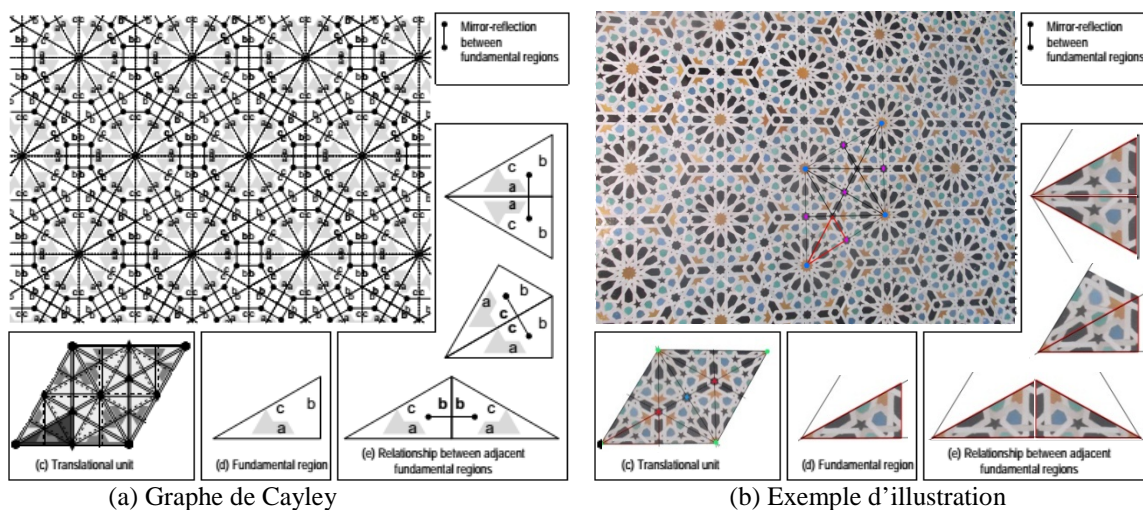 Mirror-reflection
between
fundamental regions
c
b
a
a
c
b
a
b
c
c
b
a
c
b
b
c
a
a
(c) Translational unit
c
b
a
(d) Fundamental region
(e) Relationship between adjacent
fundamental regions
(a) Graphe de Cayley
Mirror-reflection
between
fundamental regions
(c) Translational unit
(d) Fundamental region
(e) Relationship between adjacent
fundamental regions
(b) Exemple d'illustration